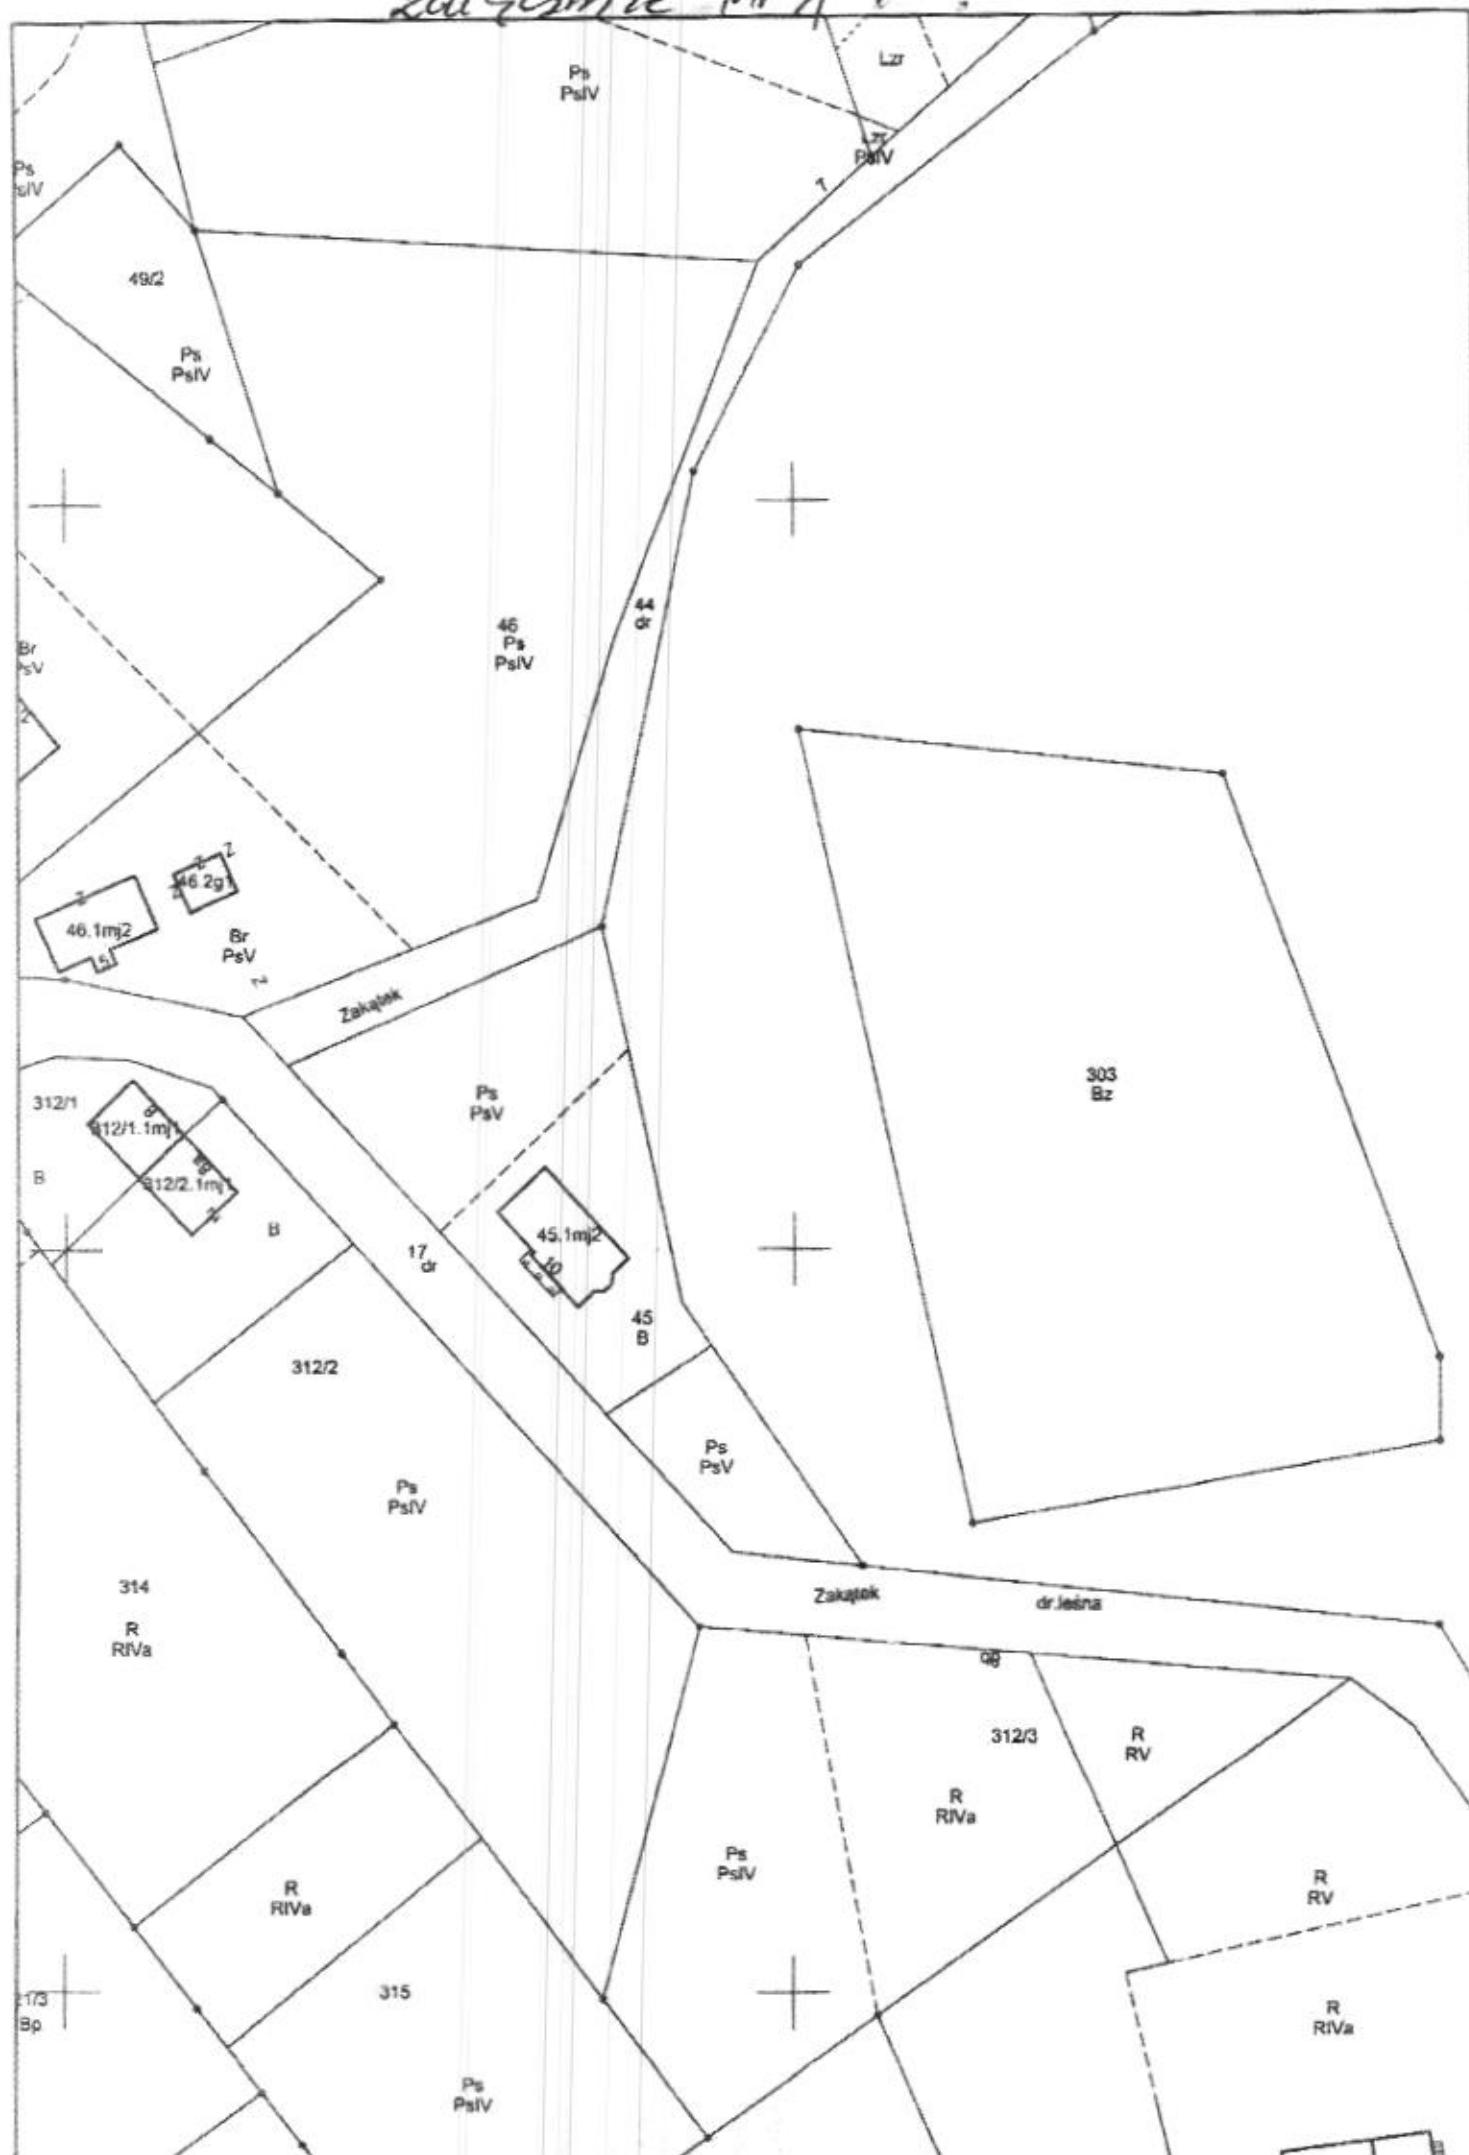 Ps
PsIV
Lzr
Lzr
PsIV
Ps
49/2
Ps
PsIV
46
Ps
PsIV
44
dr
Br
46.2g1
46.1mj2
Br
PsV
Zakątek
Ps
PsV
303
Bz
312/1
312/1.1mj1
312/2.1mj1
B
B
17
dr
45.1mj2
10
45
B
312/2
Ps
PsV
Ps
PsIV
314
R
RIVa
Zakątek
dr.leśna
312/3
R
RV
R
RIVa
Ps
PsIV
R
RIVa
R
RV
315
R
RIVa
Bp
Ps
PsIV